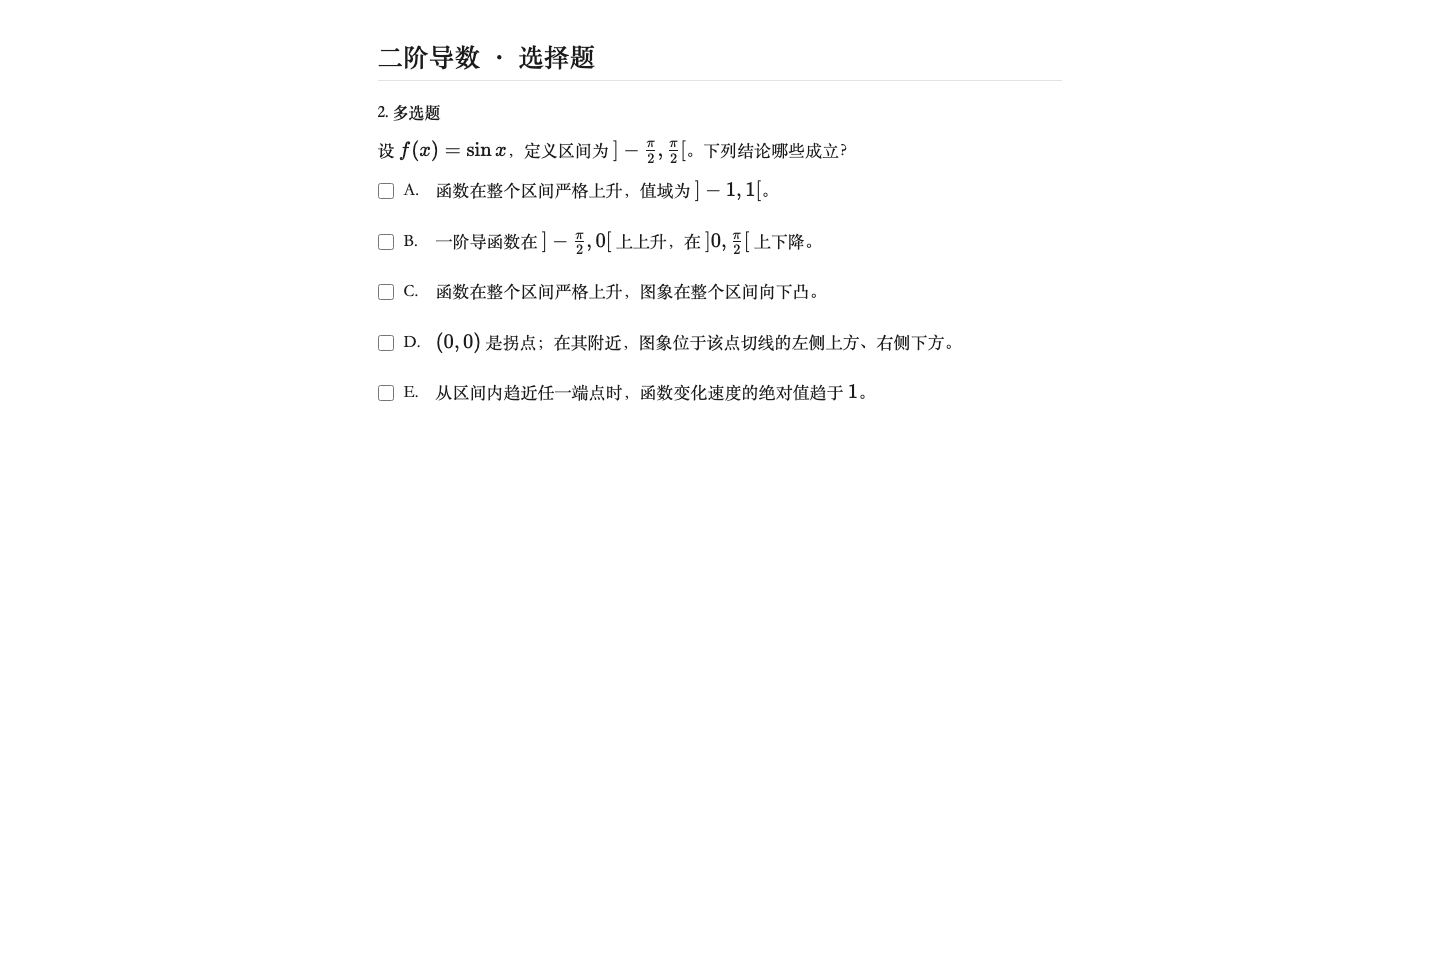 二阶导数 · 选择题
2. 多选题
设 f(x) = sin x，定义区间为 ]−π/2, π/2[。下列结论哪些成立？
A. 函数在整个区间严格上升，值域为 ]−1, 1[。
B. 一阶导函数在 ]−π/2, 0[ 上上升，在 ]0, π/2[ 上下降。
C. 函数在整个区间严格上升，图象在整个区间向下凸。
D. (0, 0) 是拐点；在其附近，图象位于该点切线的左侧上方、右侧下方。
E. 从区间内趋近任一端点时，函数变化速度的绝对值趋于 1。